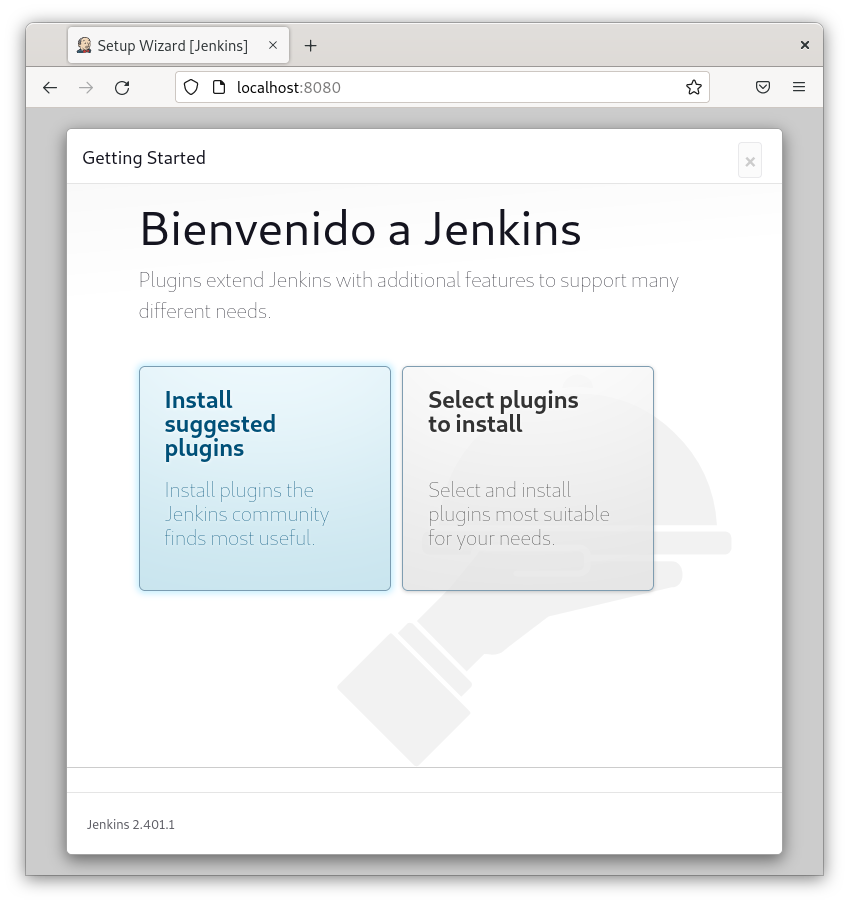 Setup Wizard [Jenkins]
localhost:8080
Getting Started
Bienvenido a Jenkins
Plugins extend Jenkins with additional features to support many
different needs.
Install
suggested
plugins
Install plugins the
Jenkins community
finds most useful.
Select plugins
to install
Select and install
plugins most suitable
for your needs.
Jenkins 2.401.1